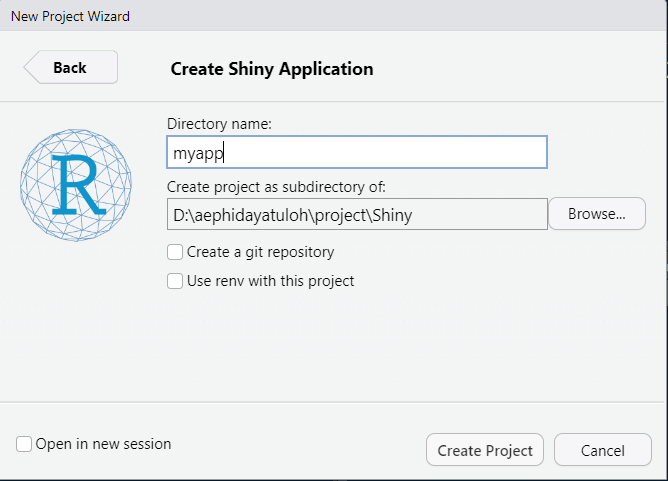 New Project Wizard
Back
Create Shiny Application
Directory name:
myapp
Create project as subdirectory of:
D:\aephidayatuloh\project\Shiny
Browse...
Create a git repository
Use renv with this project
R
Open in new session
Create Project
Cancel